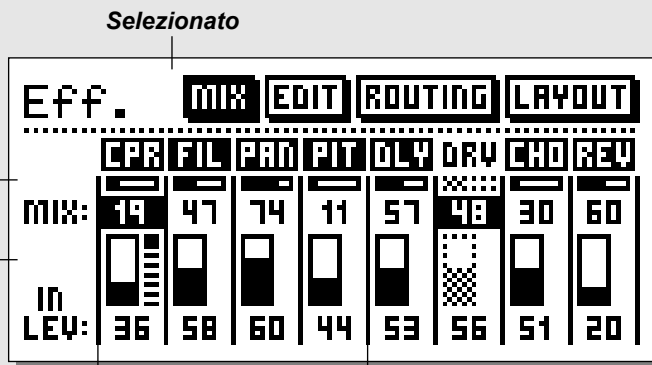 Selezionato
Eff. MIX EDIT ROUTING LAYOUT
CPR FIL PAN PIT DLY DRV CHO REV
MIX: 19 47 74 11 57 48 30 60
IN
LEV: 36 58 60 44 53 56 51 20